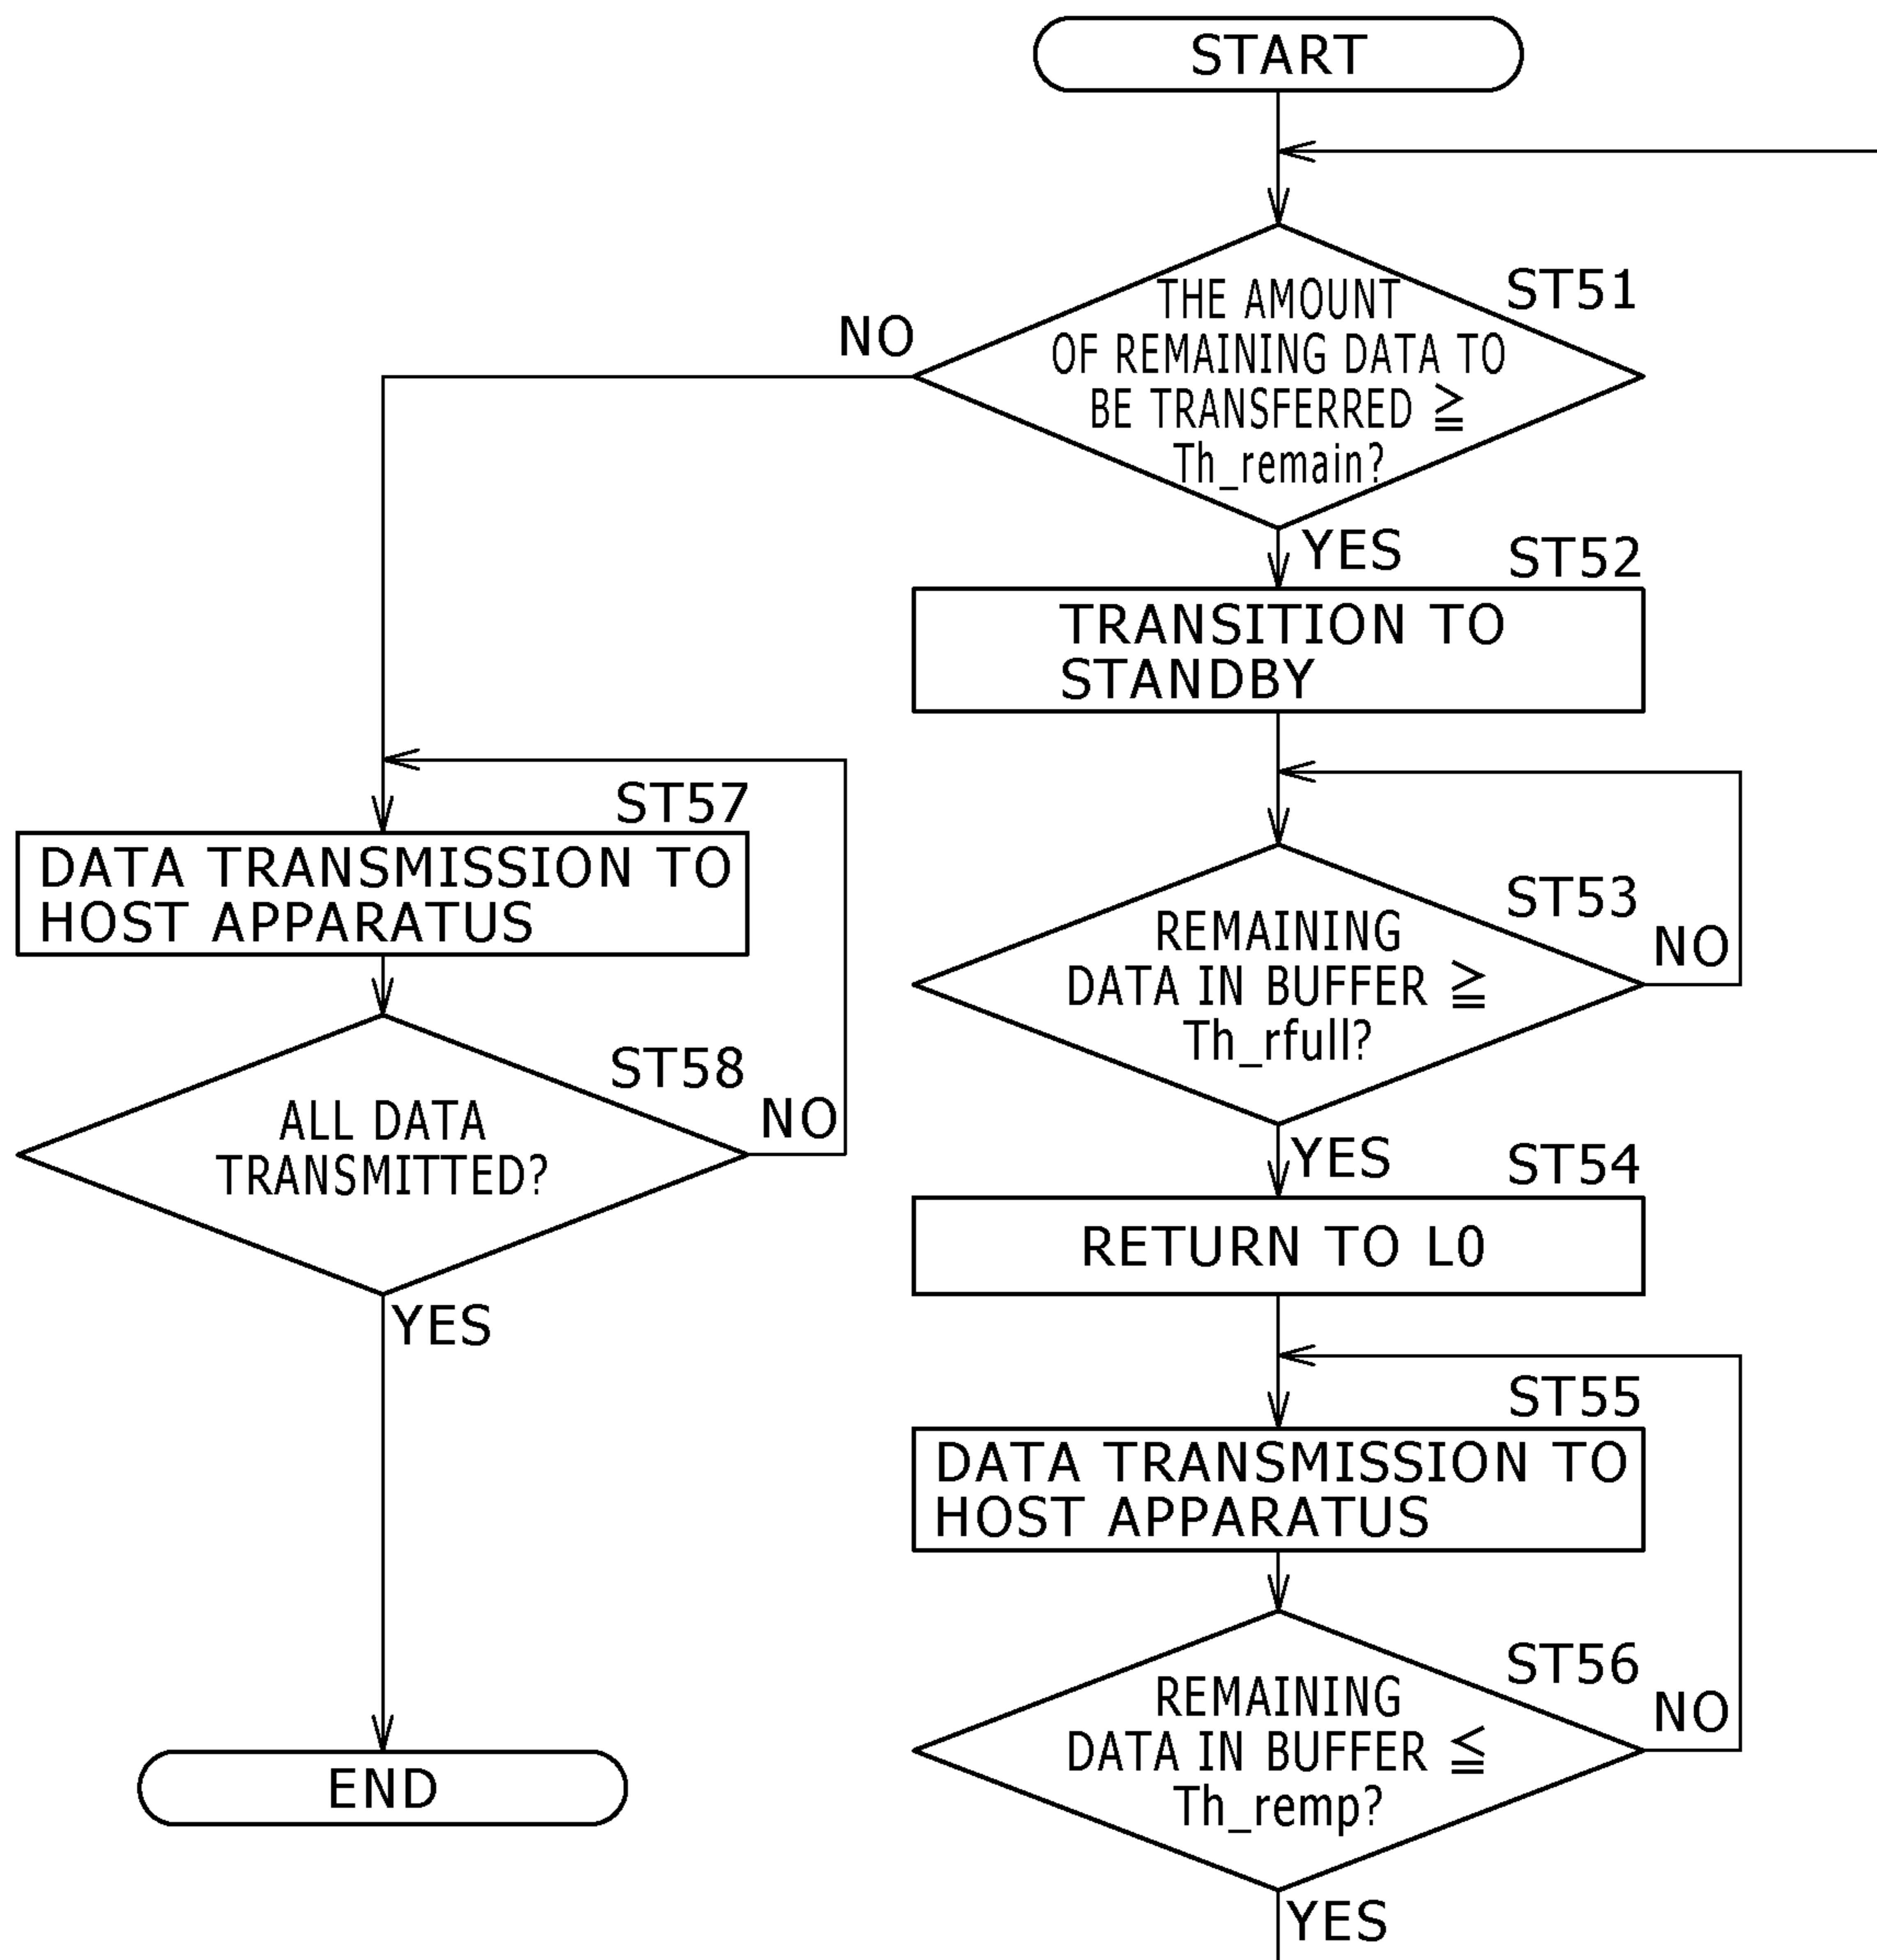 START
ST51
THE AMOUNT
OF REMAINING DATA TO
BE TRANSFERRED ≧
Th_remain?
NO
YES
ST52
TRANSITION TO
STANDBY
ST53
REMAINING
DATA IN BUFFER ≧
Th_rfull?
NO
YES
ST54
RETURN TO L0
ST55
DATA TRANSMISSION TO
HOST APPARATUS
ST56
REMAINING
DATA IN BUFFER ≦
Th_remp?
NO
YES
ST57
DATA TRANSMISSION TO
HOST APPARATUS
ST58
ALL DATA
TRANSMITTED?
NO
YES
END